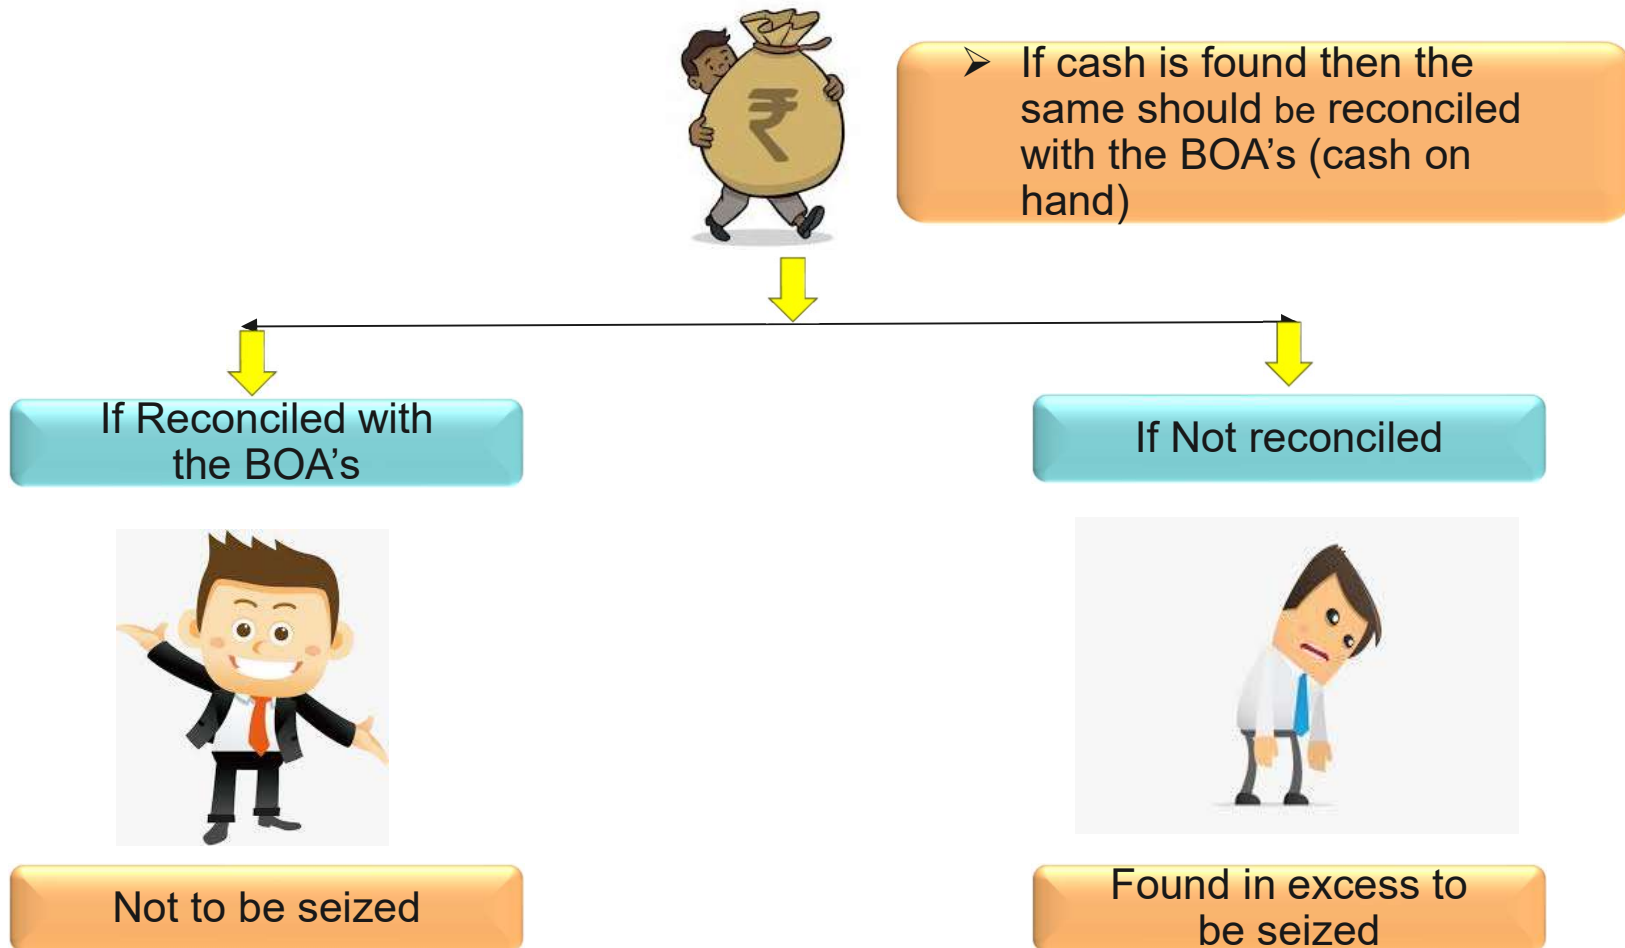 ₹
➢ If cash is found then the
same should be reconciled
with the BOA’s (cash on
hand)
If Reconciled with
the BOA’s
If Not reconciled
Not to be seized
Found in excess to
be seized